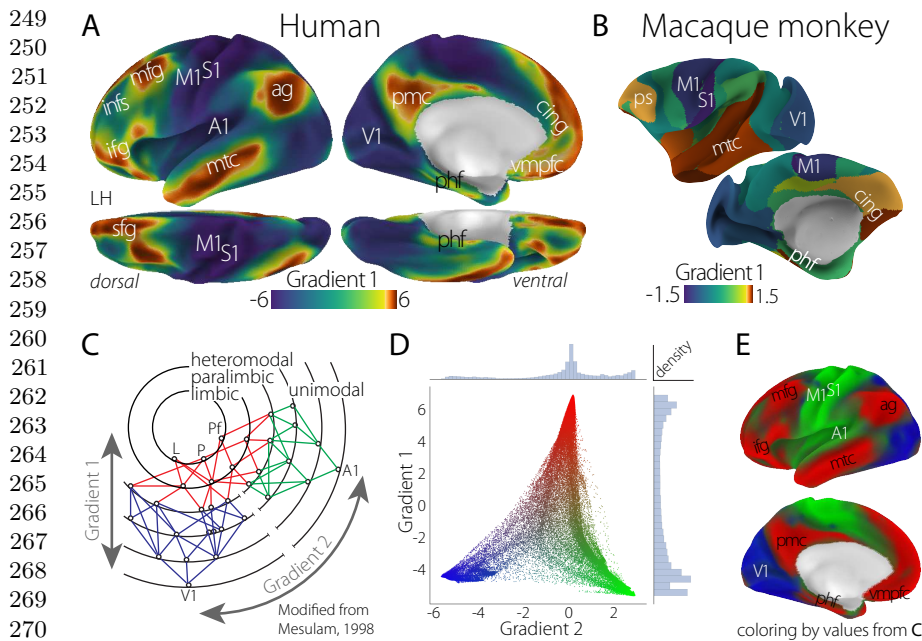 249
250
251
252
253
254
255
256
257
258
259
260
261
262
263
264
265
266
267
268
269
270
A
Human
mfg
M1 S1
infs
ag
A1
ifg
mtc
LH
pmc
cing
V1
vmpfc
phf
sfg
M1 S1
phf
dorsal
ventral
Gradient 1
-6
6
B
Macaque monkey
ps
M1
S1
V1
mtc
M1
cing
phf
Gradient 1
-1.5
1.5
C
heteromodal
paralimbic
limbic
unimodal
Pf
L
P
A1
V1
Gradient 1
Gradient 2
Modified from
Mesulam, 1998
D
density
6
4
2
0
-2
-4
Gradient 1
-6
-4
-2
0
2
Gradient 2
E
mfg
M1 S1
ag
A1
ifg
mtc
pmc
V1
phf
vmpfc
coloring by values from C